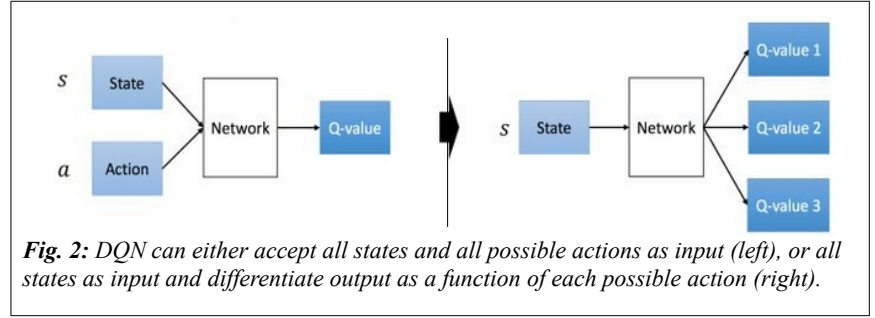 s
State
a
Action
Network
Q-value
s
State
Network
Q-value 1
Q-value 2
Q-value 3
Fig. 2: DQN can either accept all states and all possible actions as input (left), or all
states as input and differentiate output as a function of each possible action (right).